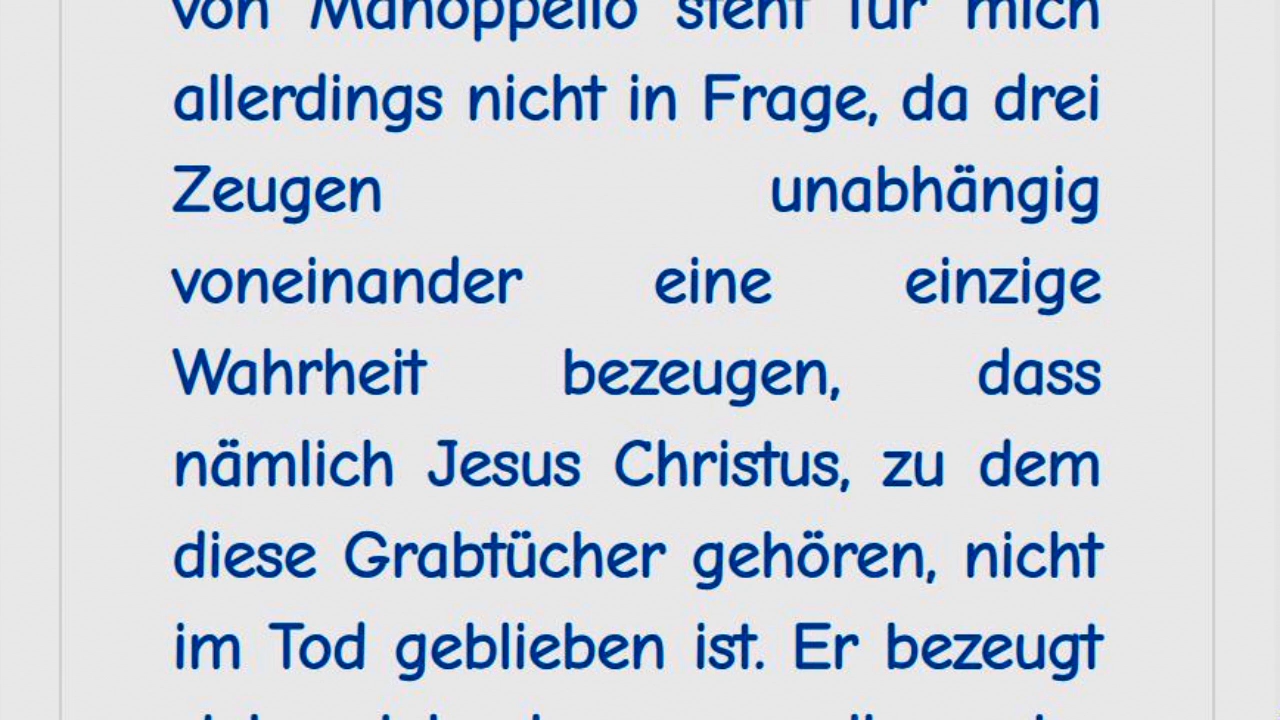 von Manoppello steht für mich
allerdings nicht in Frage, da drei
Zeugen unabhängig
voneinander eine einzige
Wahrheit bezeugen, dass
nämlich Jesus Christus, zu dem
diese Grabtücher gehören, nicht
im Tod geblieben ist. Er bezeugt